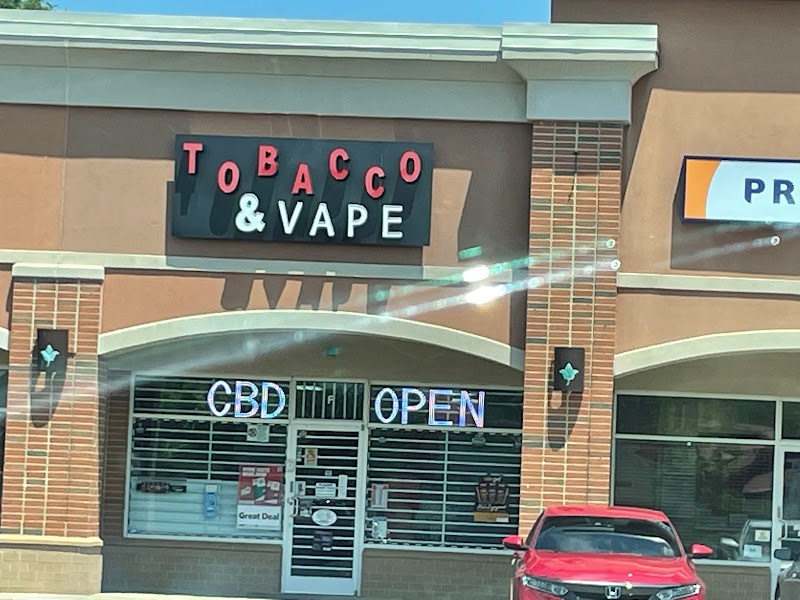 TOBACCO
& VAPE
PR
CBD
F
OPEN
Great Deal